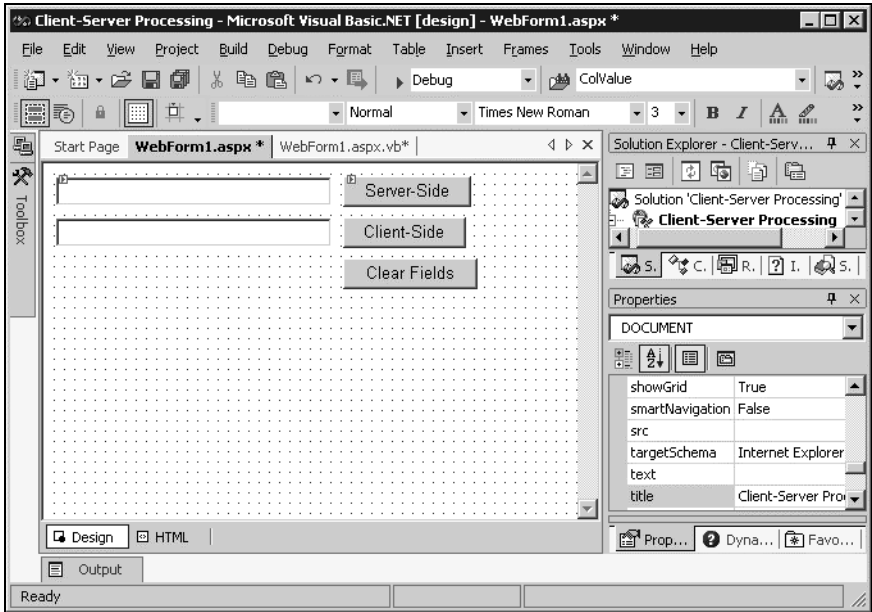 Client-Server Processing - Microsoft Visual Basic.NET [design] - WebForm1.aspx *
File Edit View Project Build Debug Format Table Insert Frames Tools Window Help
Debug ColValue
Normal Times New Roman 3 B I A
Start Page WebForm1.aspx * WebForm1.aspx.vb*
Toolbox
Server-Side
Client-Side
Clear Fields
Design HTML
Solution Explorer - Client-Serv...
Solution 'Client-Server Processing'
Client-Server Processing
S. C. R. I. S.
Properties
DOCUMENT
showGrid True
smartNavigation False
src
targetSchema Internet Explorer
text
title Client-Server Pro
Prop... Dyna... Favo...
Output
Ready